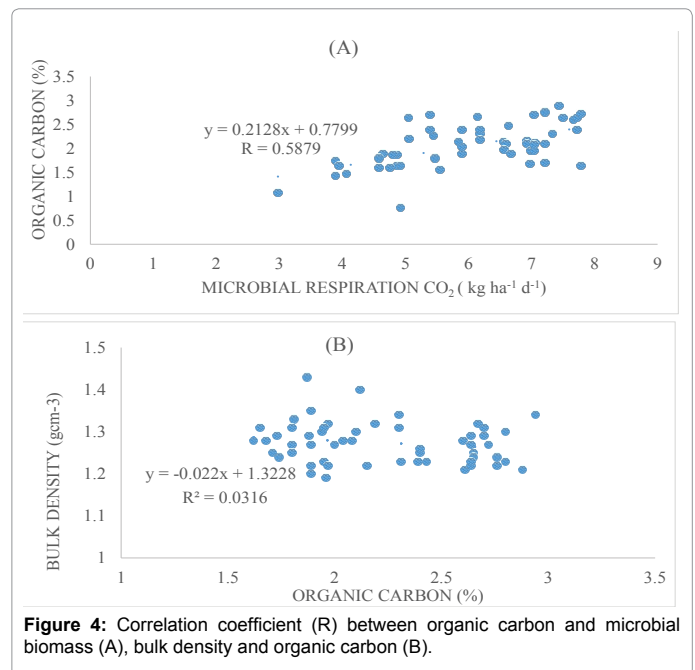 (A)
ORGANIC CARBON (%)
3.5
3
2.5
2
1.5
1
0.5
0
y = 0.2128x + 0.7799
R = 0.5879
0 1 2 3 4 5 6 7 8 9
MICROBIAL RESPIRATION CO₂ ( kg ha⁻¹ d⁻¹)
(B)
BULK DENSITY (gcm-3)
1.5
1.4
1.3
1.2
1.1
1
y = -0.022x + 1.3228
R² = 0.0316
1 1.5 2 2.5 3 3.5
ORGANIC CARBON (%)
Figure 4: Correlation coefficient (R) between organic carbon and microbial
biomass (A), bulk density and organic carbon (B).